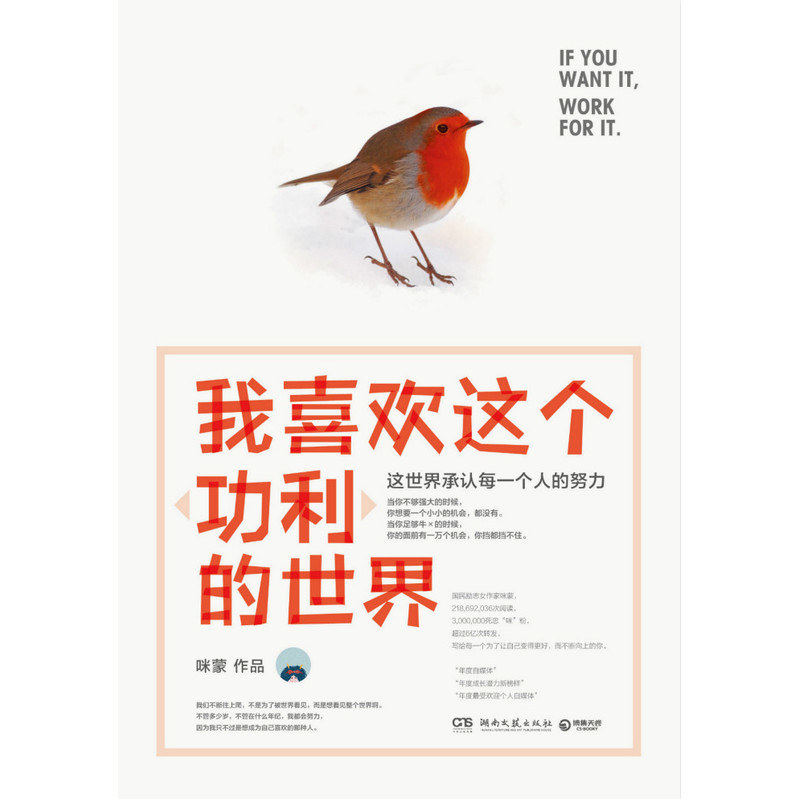 IF YOU
WANT IT,
WORK
FOR IT.
我喜欢这个
功利
的世界
这世界承认每一个人的努力
当你不够强大的时候，
你想要一个小小的机会，都没有。
当你足够牛×的时候，
你的面前有一万个机会，你挡都挡不住。
国民励志女作家咪蒙，
218,692,006次阅读，
3,000,000死忠“咪”粉，
超过6亿次转发，
写给每一个为了让自己变得更好，而不断向上的你。
“年度自媒体”
“年度成长潜力新榜样”
“年度最受欢迎个人自媒体”
咪蒙 作品
我们不断往上爬，不是为了被世界看见，而是想看见整个世界啊。
不管多少岁，不管在什么年纪，我都会努力，
因为我只不过是想成为自己喜欢的那种人。
湖南文艺出版社
博集天卷
CS-BOOKY